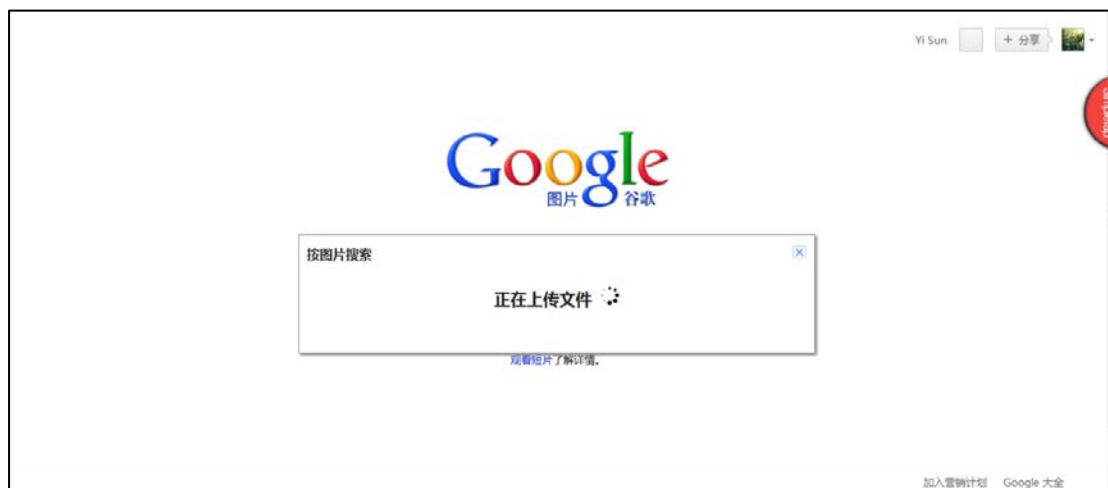 Yi Sun + 分享
Google
图片 谷歌
按图片搜索
正在上传文件
观看短片了解详情。
加入营销计划 Google 大全